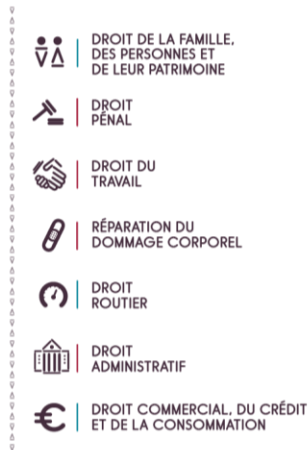 DROIT DE LA FAMILLE,
DES PERSONNES ET
DE LEUR PATRIMOINE
DROIT
PÉNAL
DROIT DU
TRAVAIL
RÉPARATION DU
DOMMAGE CORPOREL
DROIT
ROUTIER
DROIT
ADMINISTRATIF
DROIT COMMERCIAL, DU CRÉDIT
ET DE LA CONSOMMATION